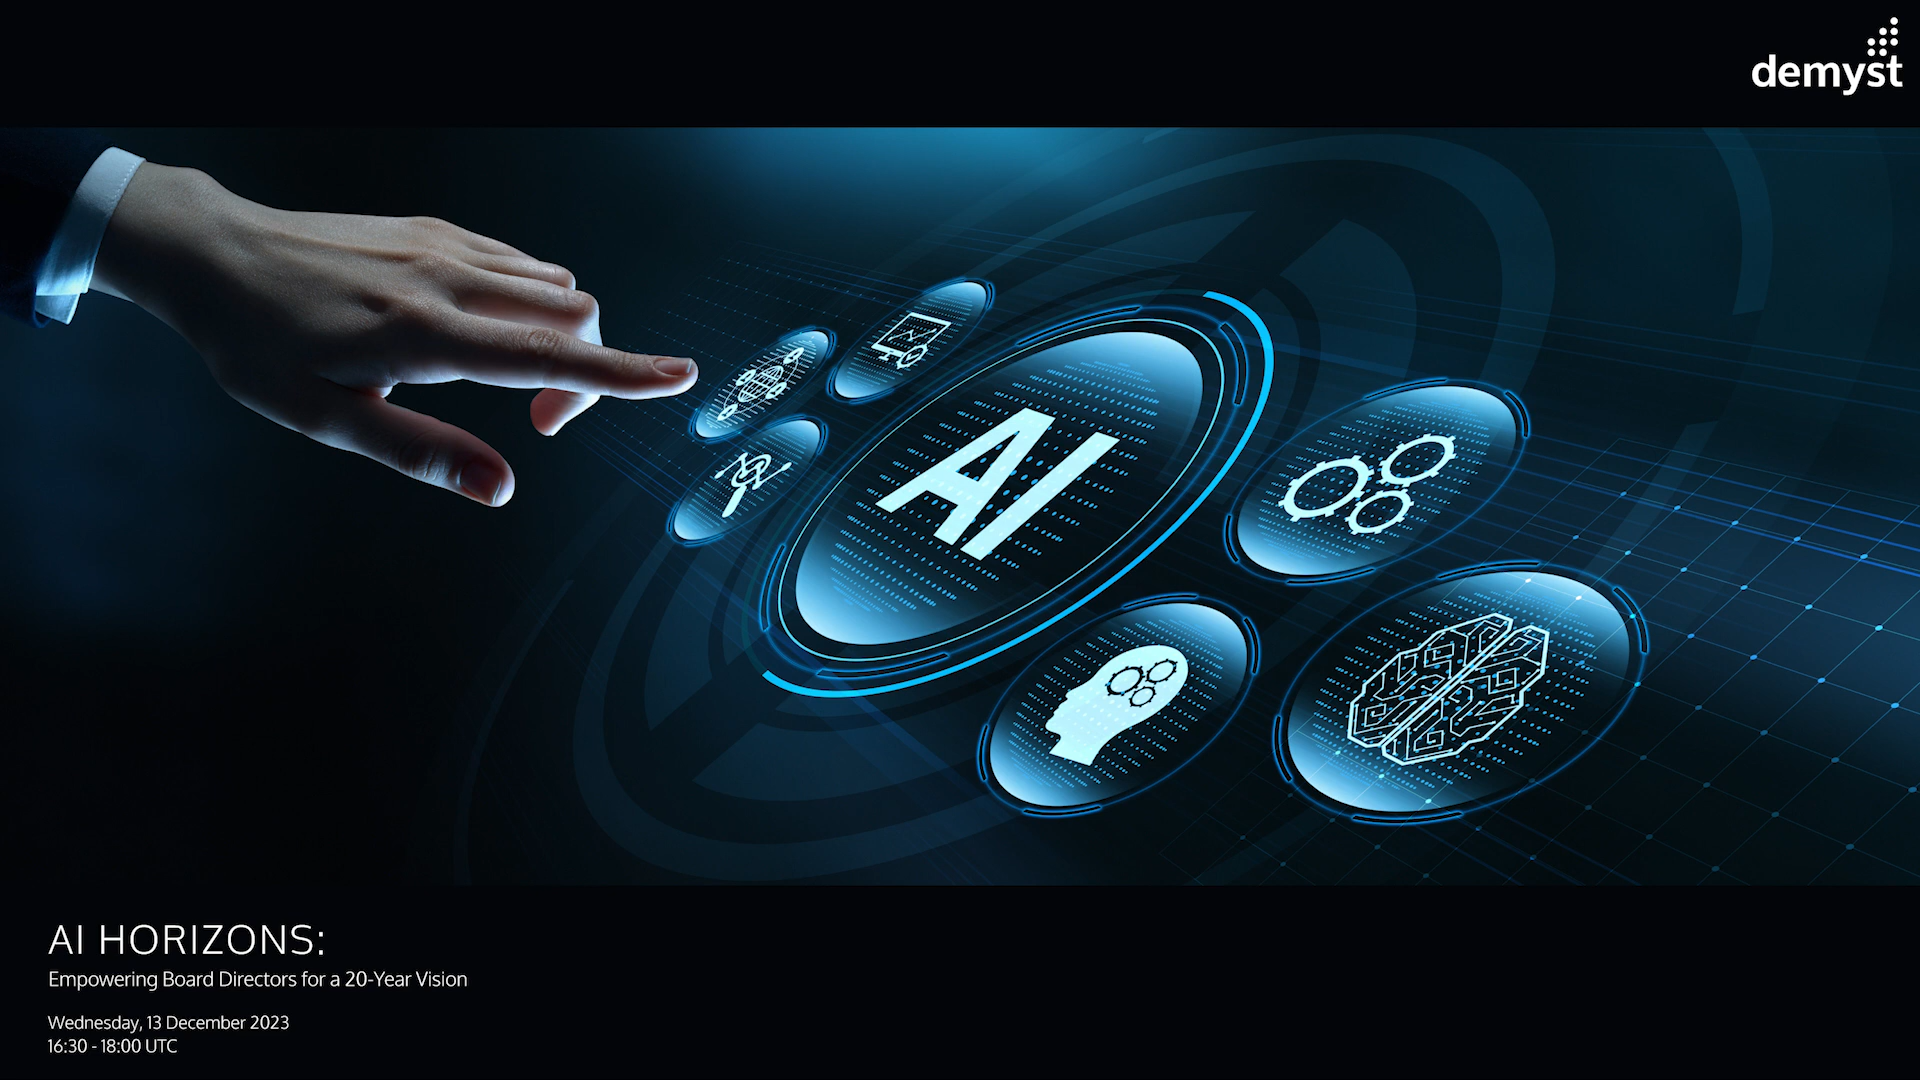 demyst
AI
AI HORIZONS:
Empowering Board Directors for a 20-Year Vision
Wednesday, 13 December 2023
16:30 - 18:00 UTC